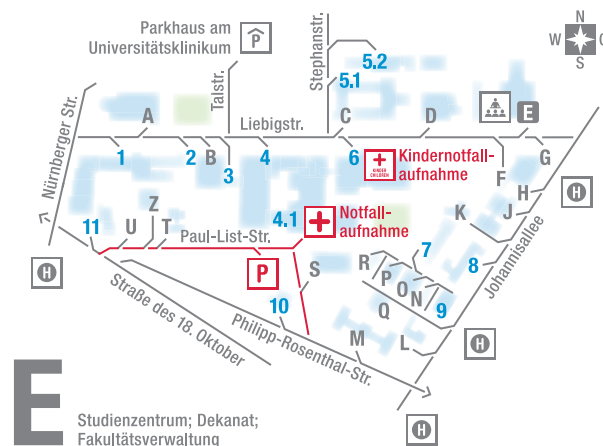 Parkhaus am
Universitätsklinikum
P
Stephanstr.
5.2
5.1
N
W
O
S
Talstr.
Nürnberger Str.
A
Liebigstr.
C
D
E
1
2
B
3
4
6
KINDER
CHILDREN
Kindernotfall-
aufnahme
F
G
H
H
J
K
Z
4.1
Notfall-
aufnahme
11
U
T
Paul-List-Str.
P
S
H
Straße des 18. Oktober
10
Philipp-Rosenthal-Str.
R
P
O
N
7
8
9
Q
Johannisallee
M
L
H
H
E
Studienzentrum; Dekanat;
Fakultätsverwaltung